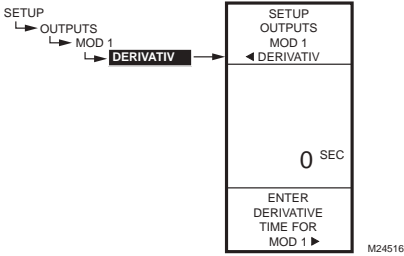 SETUP
OUTPUTS
MOD 1
DERIVATIV
SETUP
OUTPUTS
MOD 1
◄ DERIVATIV
0 SEC
ENTER
DERIVATIVE
TIME FOR
MOD 1 ►
M24516